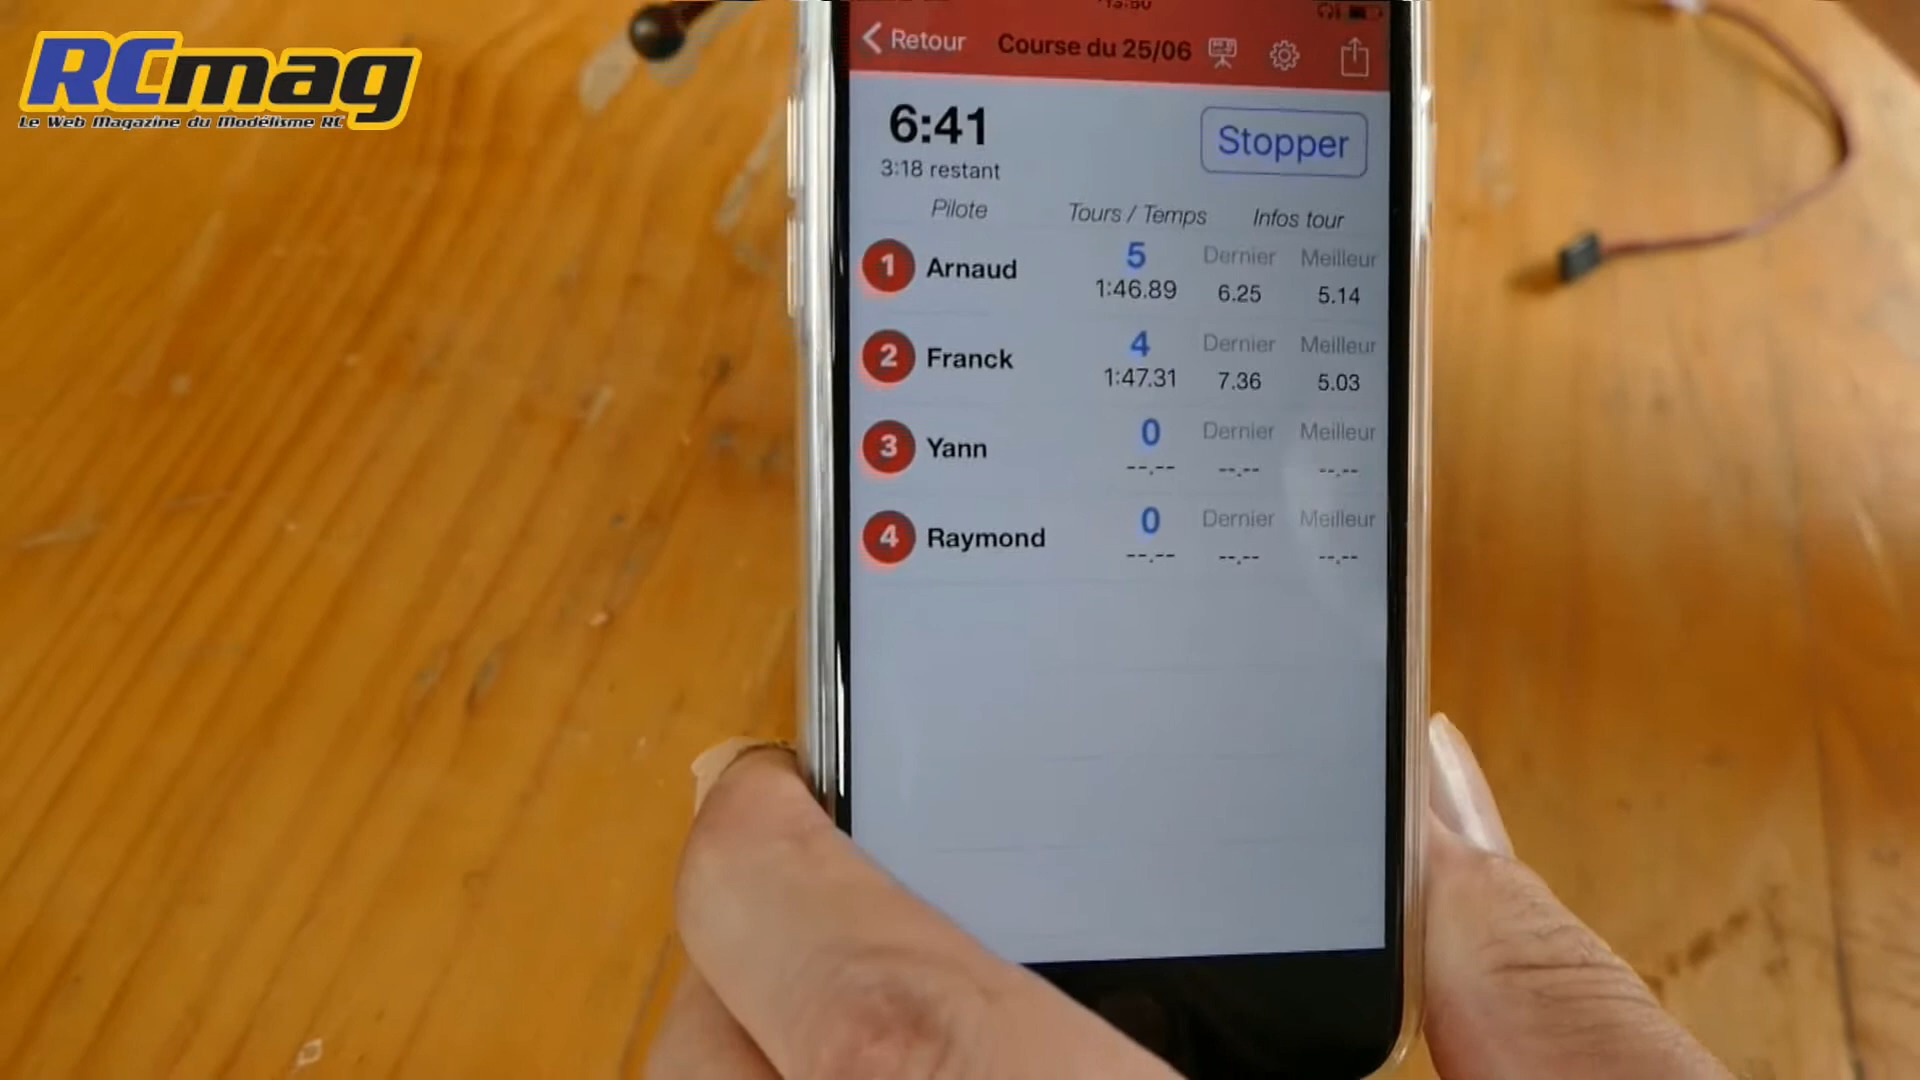 RCmag
Le Web Magazine du Modélisme RC
Retour
Course du 25/06
6:41
Stopper
3:18 restant
Pilote
Tours / Temps
Infos tour
1 Arnaud 5 Dernier Meilleur
1:46.89 6.25 5.14
2 Franck 4 Dernier Meilleur
1:47.31 7.36 5.03
3 Yann 0 Dernier Meilleur
--.-- --.-- --.--
4 Raymond 0 Dernier Meilleur
--.-- --.-- --.--